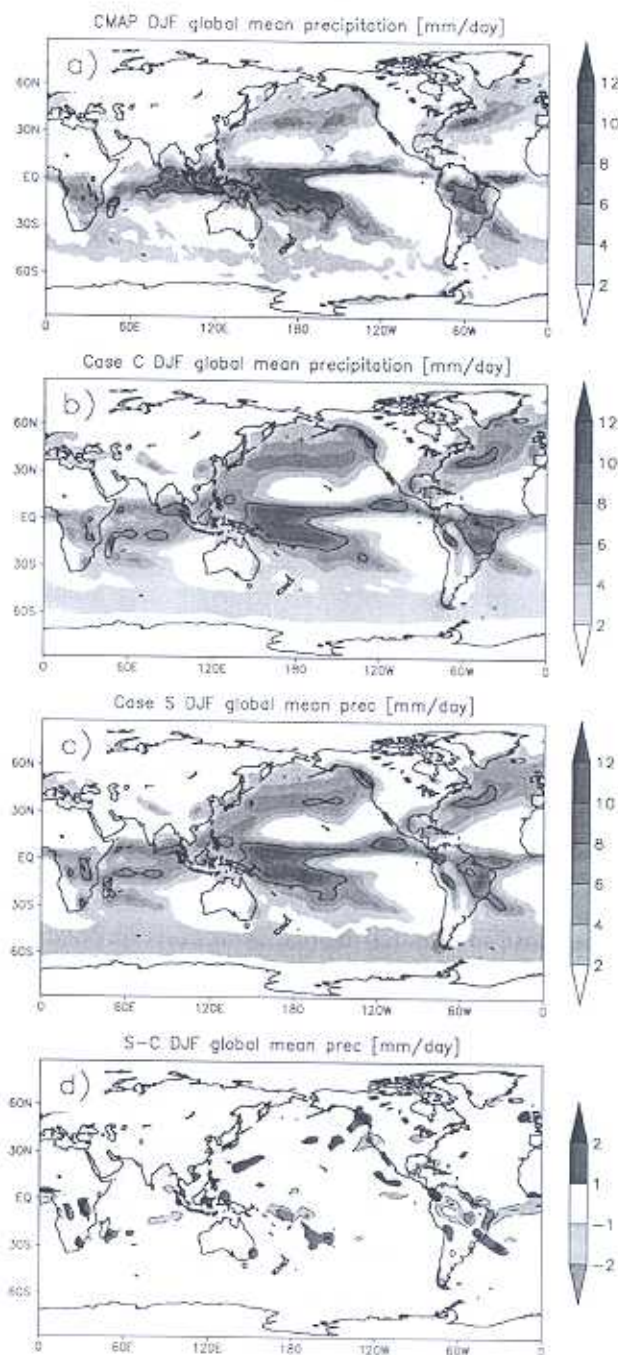 CMAP DJF global mean precipitation [mm/day]
a)
60N
30N
EQ
30S
60S
0 60E 120E 180 120W 60W 0
12
10
8
6
4
2
Case C DJF global mean precipitation [mm/day]
b)
60N
30N
EQ
30S
60S
0 60E 120E 180 120W 60W 0
12
10
8
6
4
2
Case S DJF global mean prec [mm/day]
c)
60N
30N
EQ
30S
60S
0 60E 120E 180 120W 60W 0
12
10
8
6
4
2
S-C DJF global mean prec [mm/day]
d)
60N
30N
EQ
30S
60S
0 60E 120E 180 120W 60W 0
2
1
-1
-2